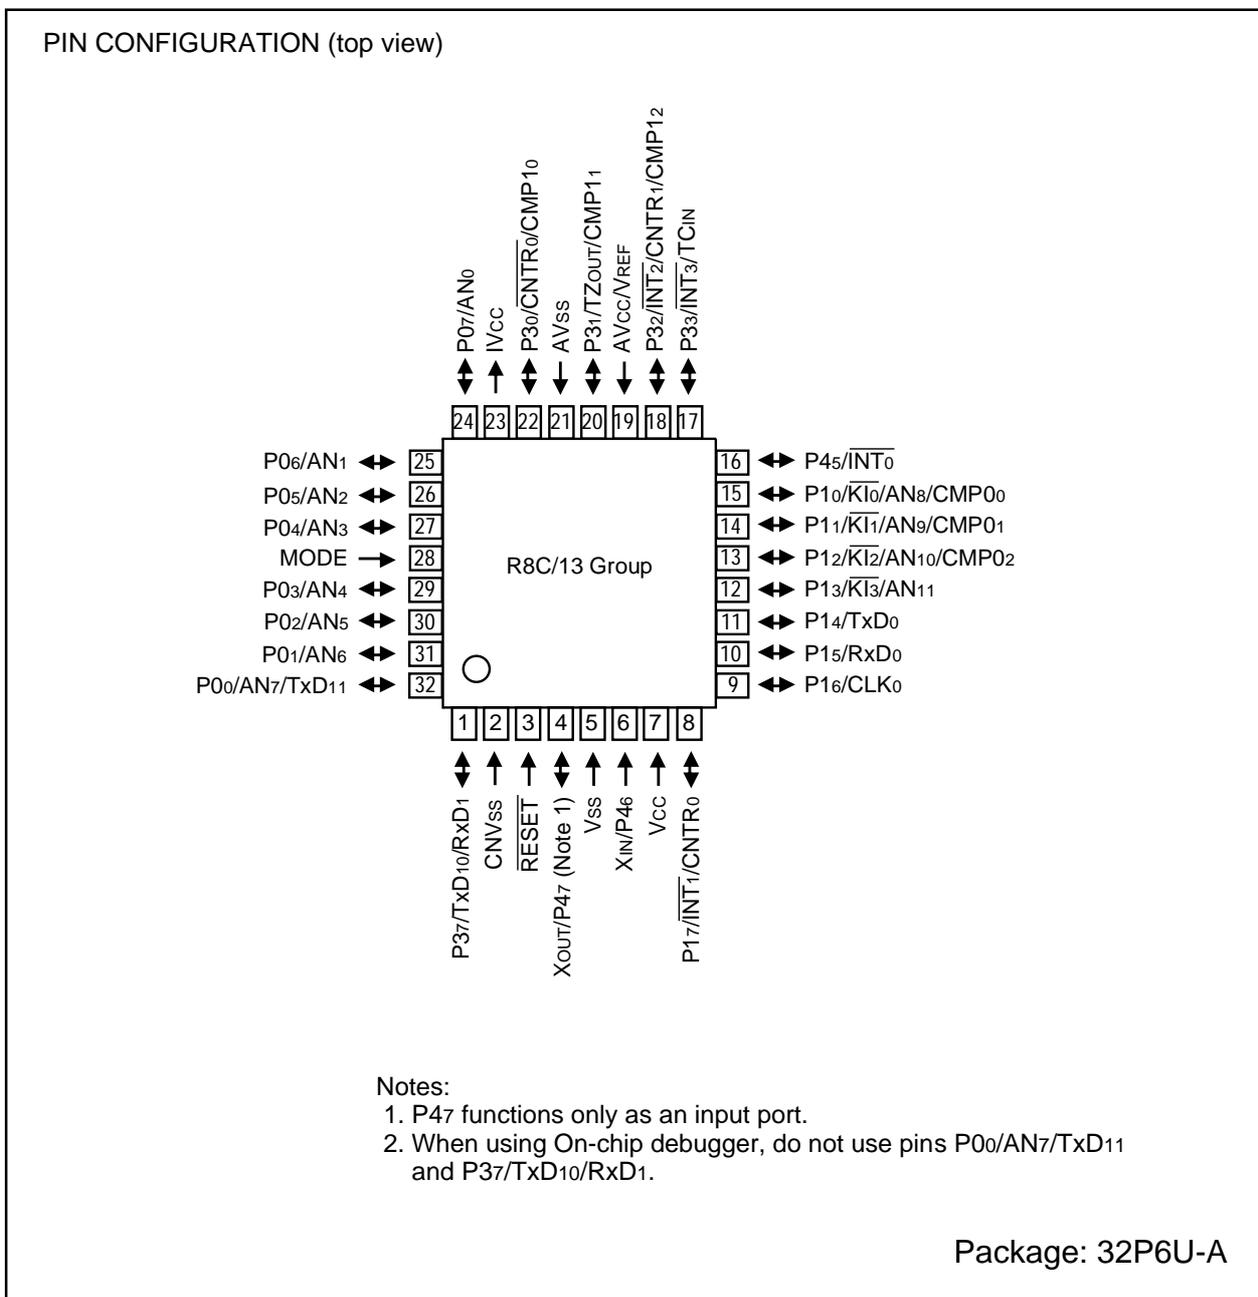 PIN CONFIGURATION (top view)
P07/AN0
IVCC
P30/CNTR0/CMP10
AVSS
P31/TZOUT/CMP11
AVCC/VREF
P32/INT2/CNTR1/CMP12
P33/INT3/TCIN
24 23 22 21 20 19 18 17
P06/AN1 25
P05/AN2 26
P04/AN3 27
MODE 28
P03/AN4 29
P02/AN5 30
P01/AN6 31
P00/AN7/TxD11 32
R8C/13 Group
16 P45/INT0
15 P10/KI0/AN8/CMP00
14 P11/KI1/AN9/CMP01
13 P12/KI2/AN10/CMP02
12 P13/KI3/AN11
11 P14/TxD0
10 P15/RxD0
9 P16/CLK0
1 2 3 4 5 6 7 8
P37/TxD10/RxD1
CNVSS
RESET
XOUT/P47 (Note 1)
VSS
XIN/P46
VCC
P17/INT1/CNTR0
Notes:
1. P47 functions only as an input port.
2. When using On-chip debugger, do not use pins P00/AN7/TxD11
and P37/TxD10/RxD1.
Package: 32P6U-A